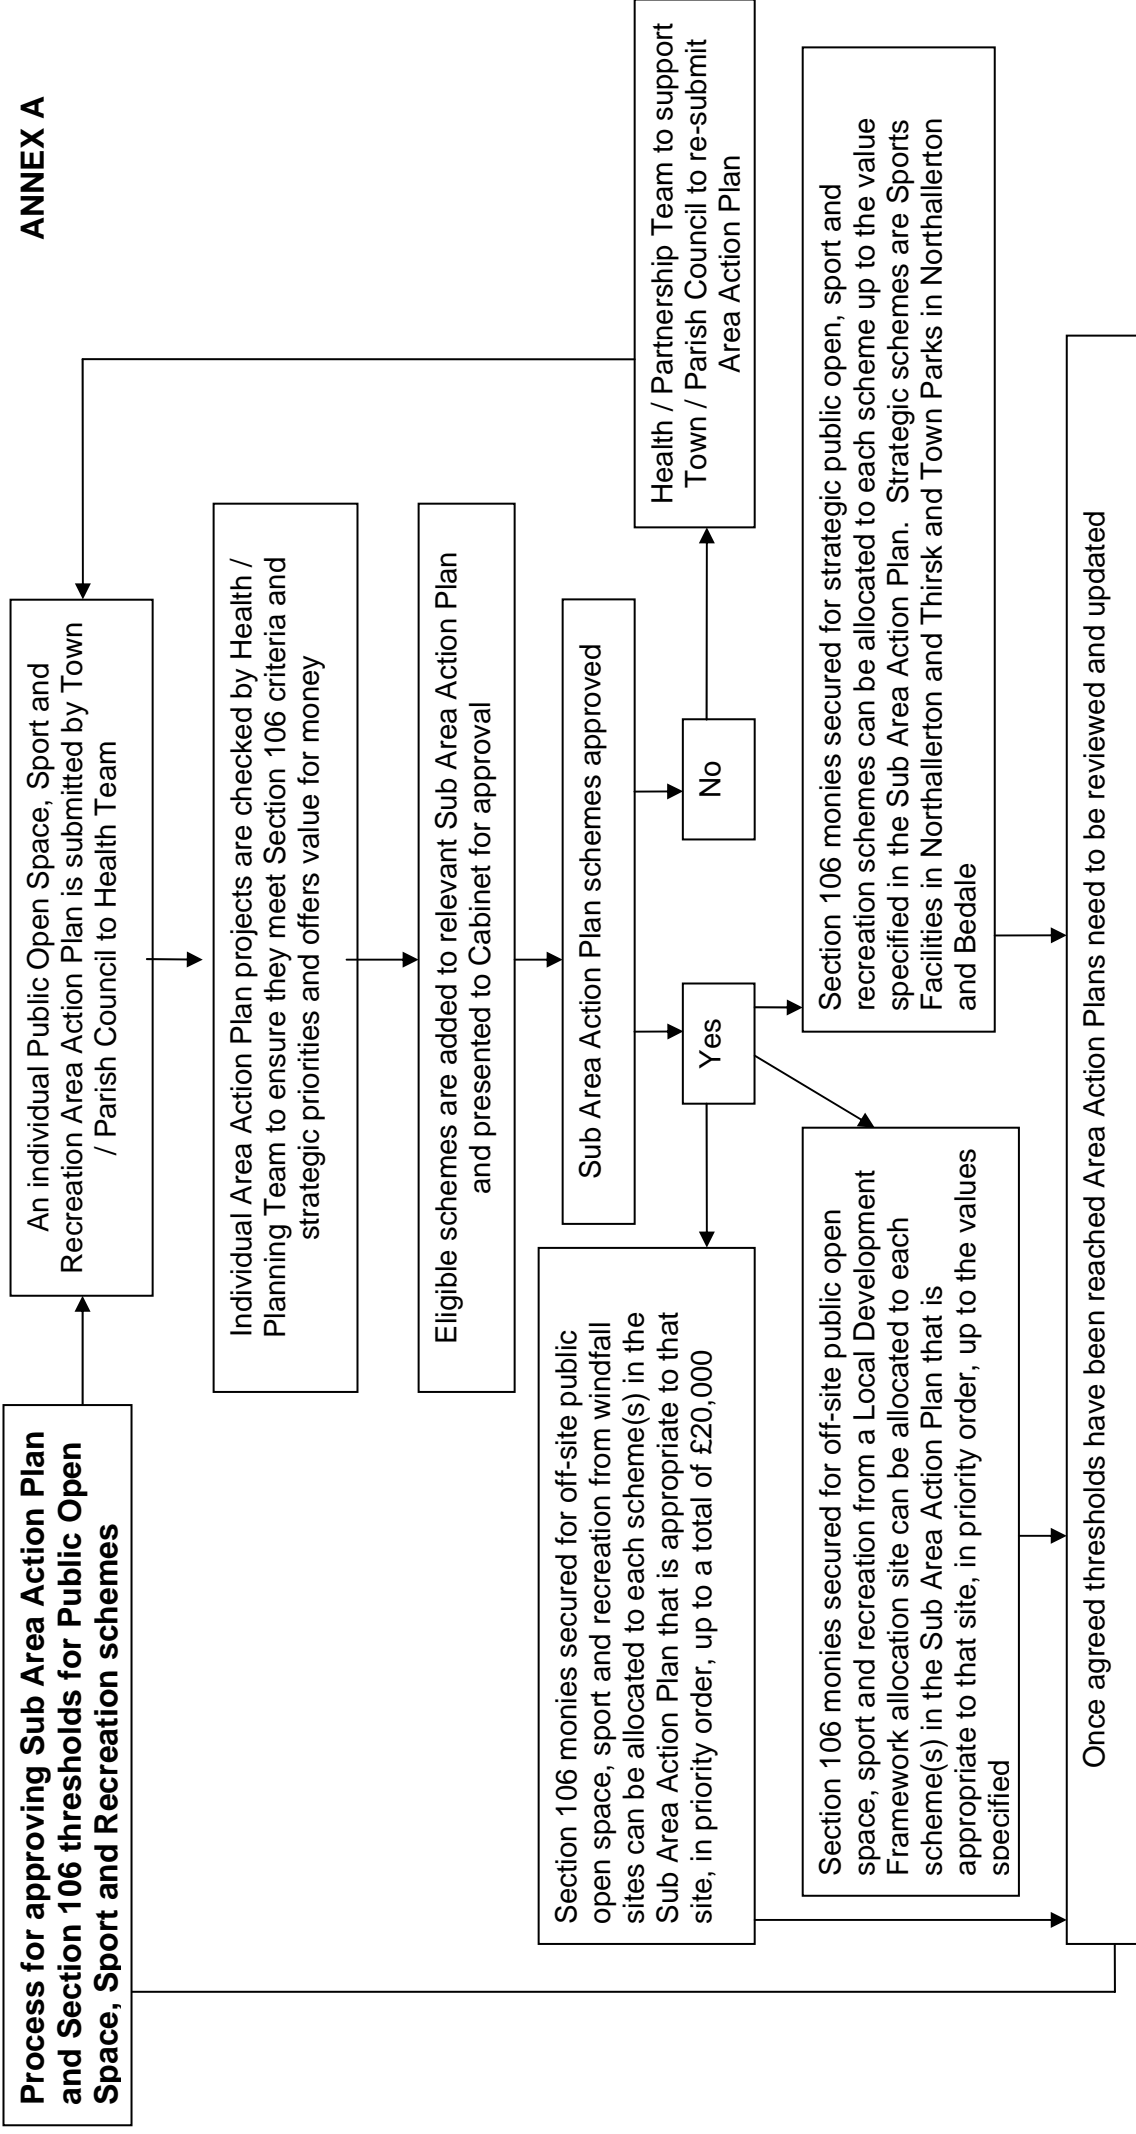 ANNEX A
Process for approving Sub Area Action Plan
and Section 106 thresholds for Public Open
Space, Sport and Recreation schemes
An individual Public Open Space, Sport and
Recreation Area Action Plan is submitted by Town
/ Parish Council to Health Team
Individual Area Action Plan projects are checked by Health /
Planning Team to ensure they meet Section 106 criteria and
strategic priorities and offers value for money
Eligible schemes are added to relevant Sub Area Action Plan
and presented to Cabinet for approval
Sub Area Action Plan schemes approved
Yes
No
Health / Partnership Team to support
Town / Parish Council to re-submit
Area Action Plan
Section 106 monies secured for off-site public
open space, sport and recreation from windfall
sites can be allocated to each scheme(s) in the
Sub Area Action Plan that is appropriate to that
site, in priority order, up to a total of £20,000
Section 106 monies secured for off-site public open
space, sport and recreation from a Local Development
Framework allocation site can be allocated to each
scheme(s) in the Sub Area Action Plan that is
appropriate to that site, in priority order, up to the values
specified
Section 106 monies secured for strategic public open, sport and
recreation schemes can be allocated to each scheme up to the value
specified in the Sub Area Action Plan.  Strategic schemes are Sports
Facilities in Northallerton and Thirsk and Town Parks in Northallerton
and Bedale
Once agreed thresholds have been reached Area Action Plans need to be reviewed and updated